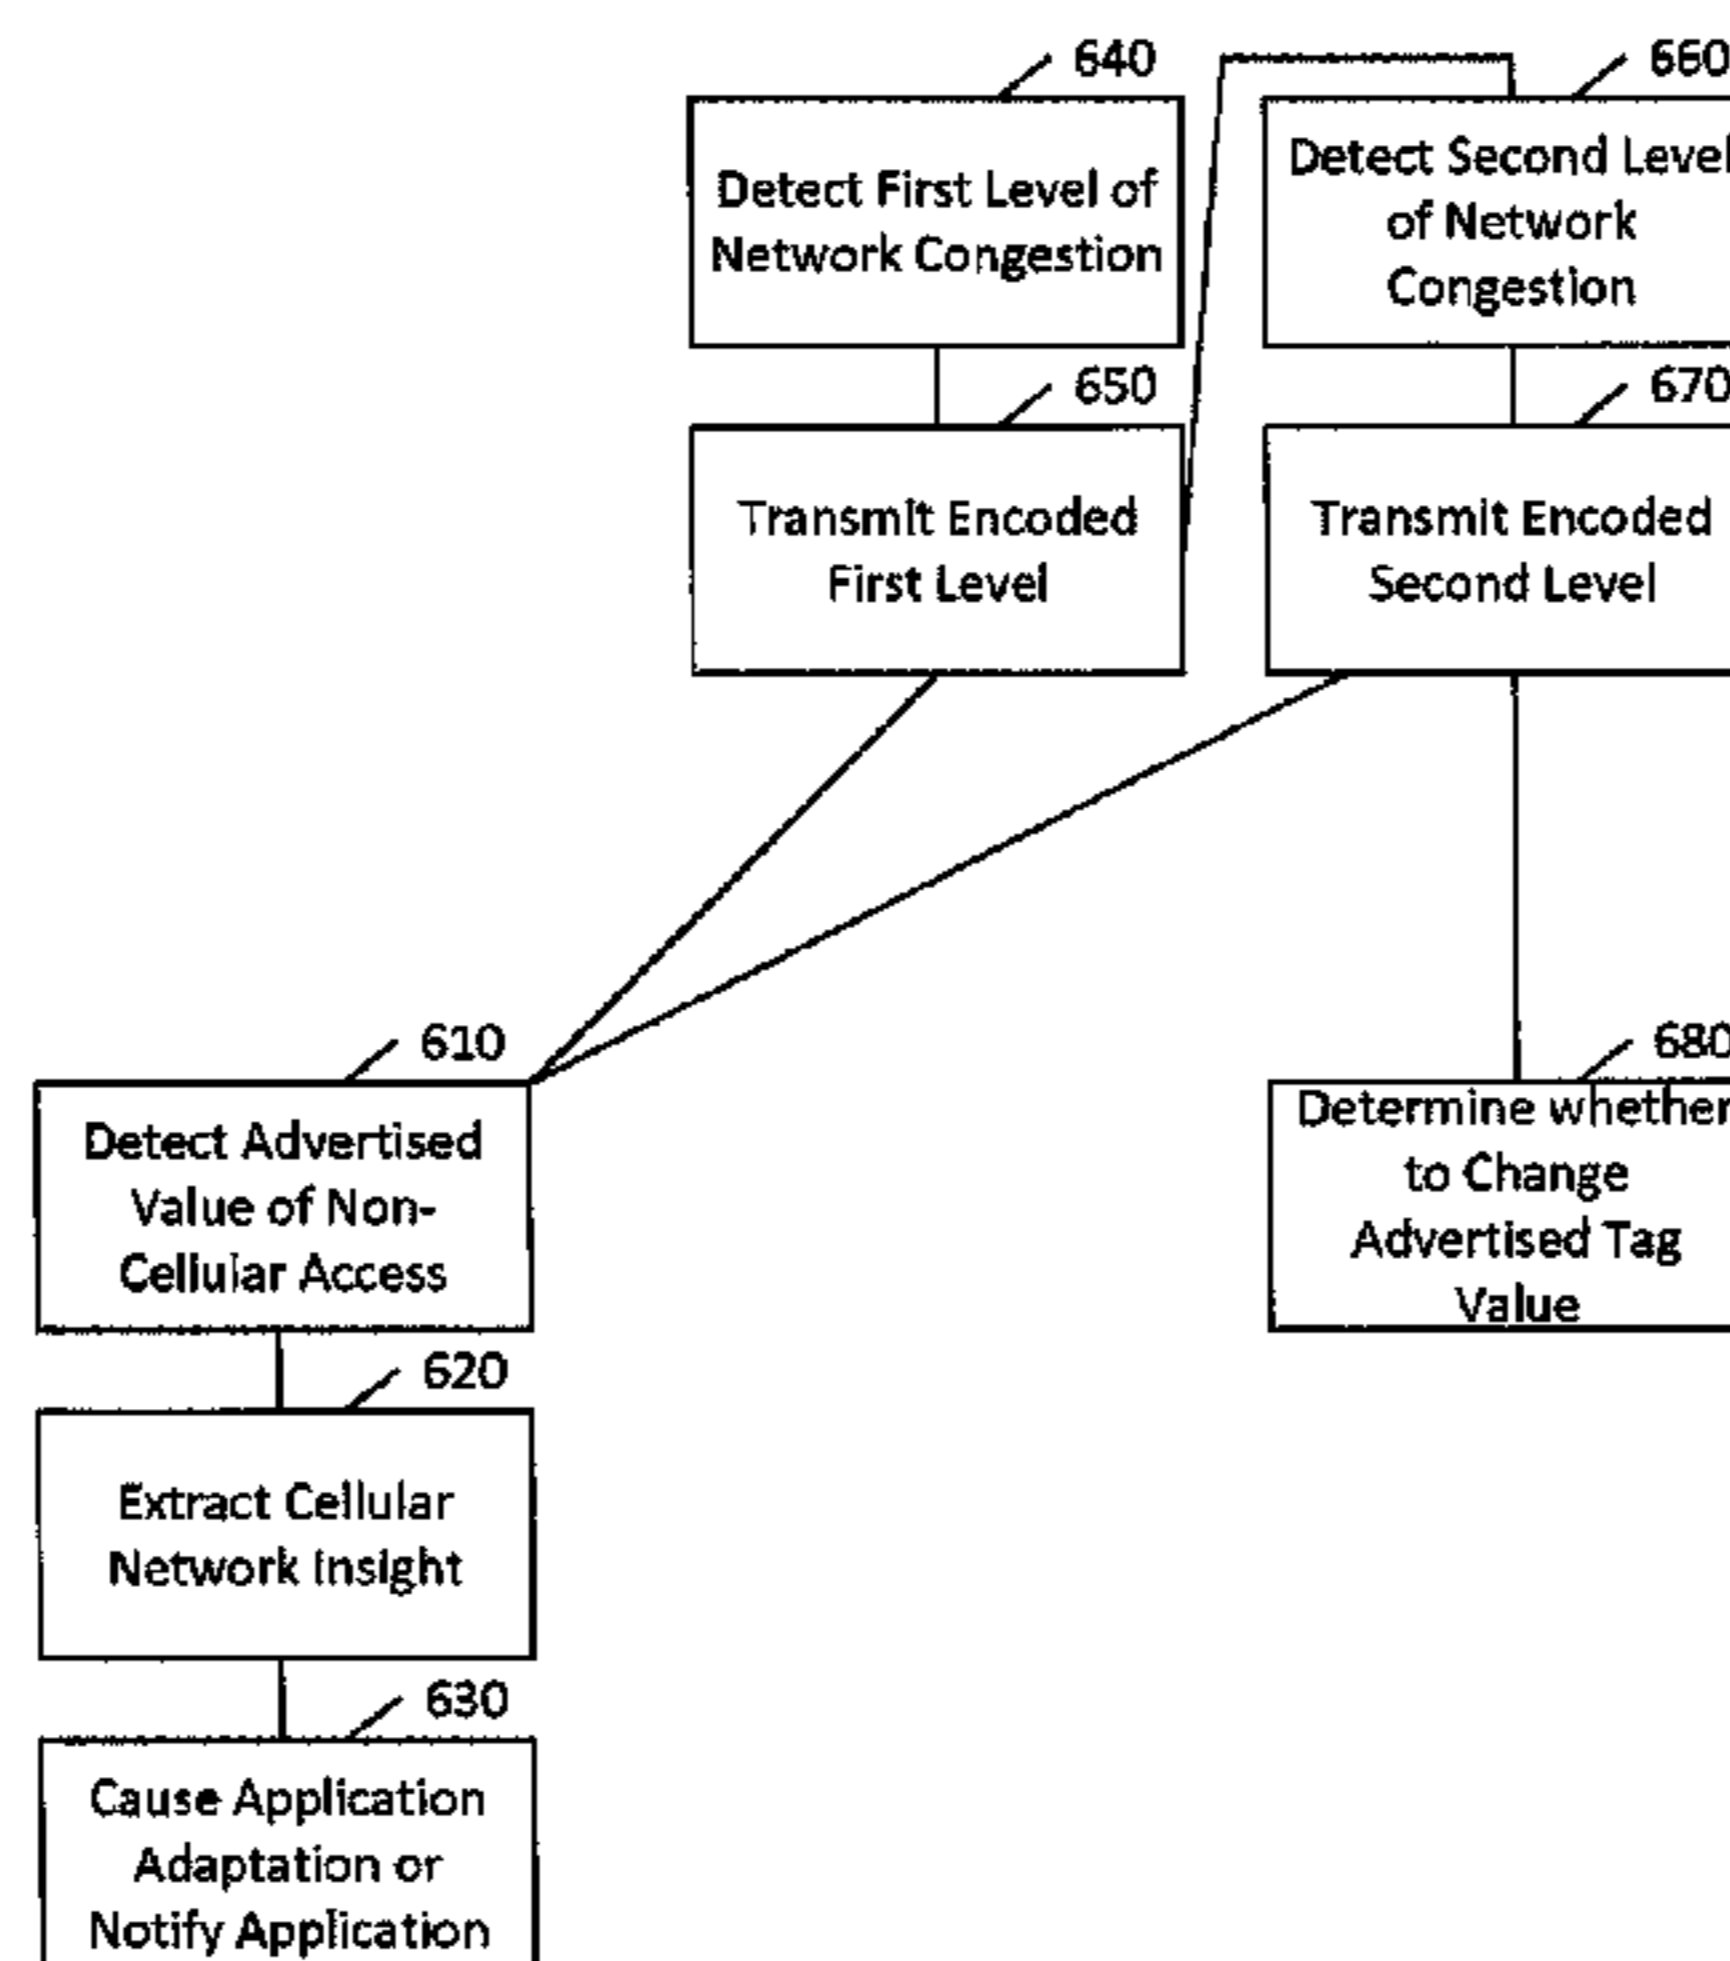 640
Detect First Level of
Network Congestion
650
Transmit Encoded
First Level
660
Detect Second Level
of Network
Congestion
670
Transmit Encoded
Second Level
610
Detect Advertised
Value of Non-
Cellular Access
620
Extract Cellular
Network Insight
630
Cause Application
Adaptation or
Notify Application
680
Determine whether
to Change
Advertised Tag
Value